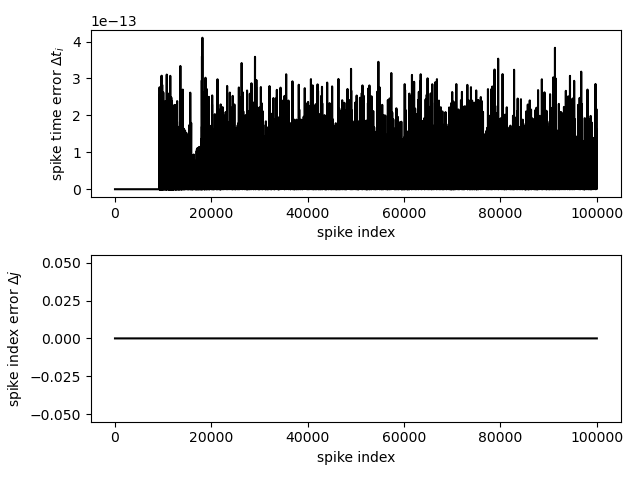 1e−13
4
3
2
1
0
spike time error Δtᵢ
0 20000 40000 60000 80000 100000
spike index
0.050
0.025
0.000
−0.025
−0.050
spike index error Δj
0 20000 40000 60000 80000 100000
spike index